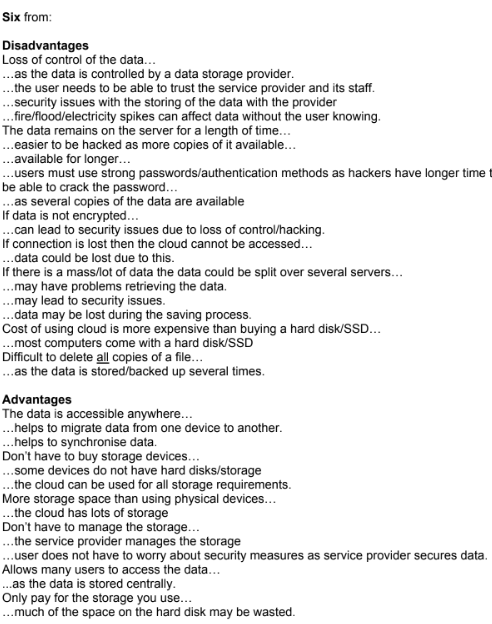 Six from:
Disadvantages
Loss of control of the data…
…as the data is controlled by a data storage provider.
…the user needs to be able to trust the service provider and its staff.
…security issues with the storing of the data with the provider
…fire/flood/electricity spikes can affect data without the user knowing.
The data remains on the server for a length of time…
…easier to be hacked as more copies of it available…
…available for longer…
…users must use strong passwords/authentication methods as hackers have longer time t
be able to crack the password…
…as several copies of the data are available
If data is not encrypted…
…can lead to security issues due to loss of control/hacking.
If connection is lost then the cloud cannot be accessed…
…data could be lost due to this.
If there is a mass/lot of data the data could be split over several servers…
…may have problems retrieving the data.
…may lead to security issues.
…data may be lost during the saving process.
Cost of using cloud is more expensive than buying a hard disk/SSD…
…most computers come with a hard disk/SSD
Difficult to delete all copies of a file…
…as the data is stored/backed up several times.
Advantages
The data is accessible anywhere…
…helps to migrate data from one device to another.
…helps to synchronise data.
Don't have to buy storage devices…
…some devices do not have hard disks/storage
…the cloud can be used for all storage requirements.
More storage space than using physical devices…
…the cloud has lots of storage
Don't have to manage the storage…
…the service provider manages the storage
…user does not have to worry about security measures as service provider secures data.
Allows many users to access the data…
...as the data is stored centrally.
Only pay for the storage you use…
…much of the space on the hard disk may be wasted.